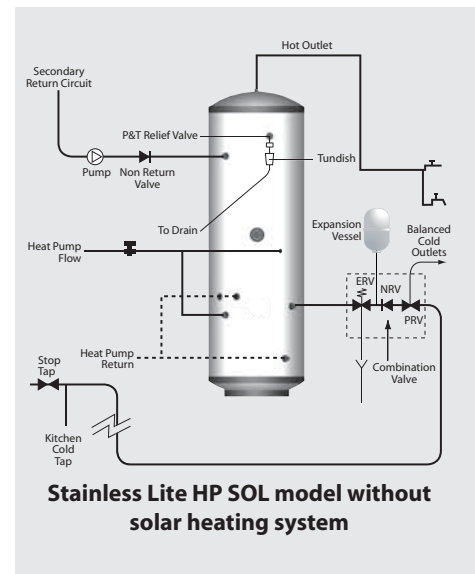 Hot Outlet
Secondary
Return Circuit
P&T Relief Valve
Tundish
Pump
Non Return
Valve
To Drain
Expansion
Vessel
Balanced
Cold
Outlets
Heat Pump
Flow
ERV
NRV
PRV
Heat Pump
Return
Combination
Valve
Stop
Tap
Kitchen
Cold
Tap
Stainless Lite HP SOL model without
solar heating system